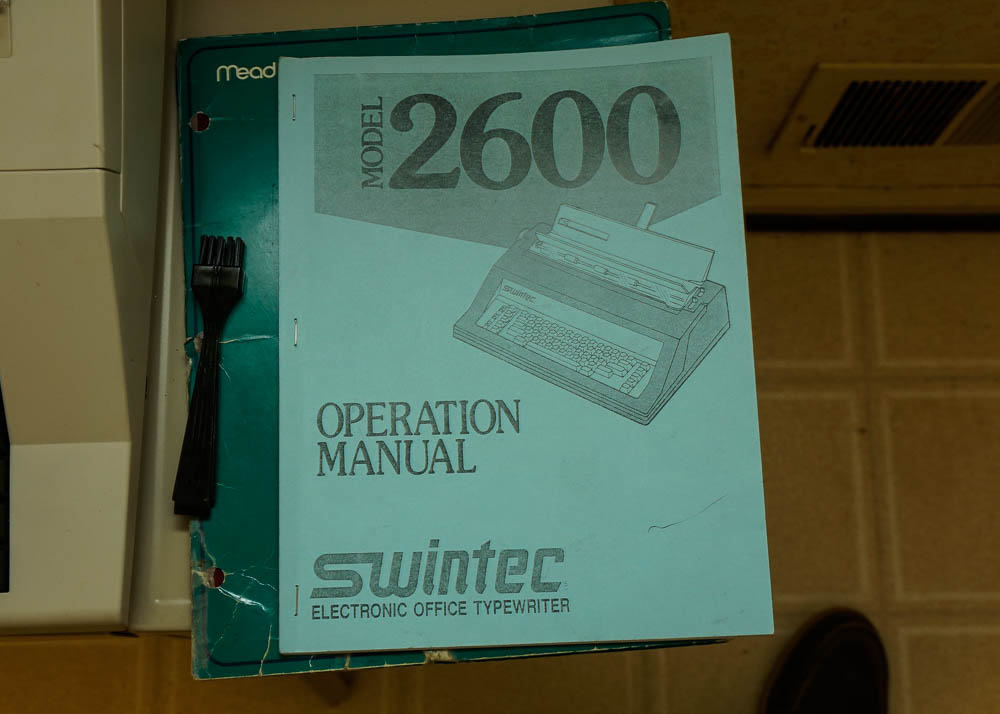 Mead
MODEL
2600
swintec
OPERATION
MANUAL
swintec
ELECTRONIC OFFICE TYPEWRITER